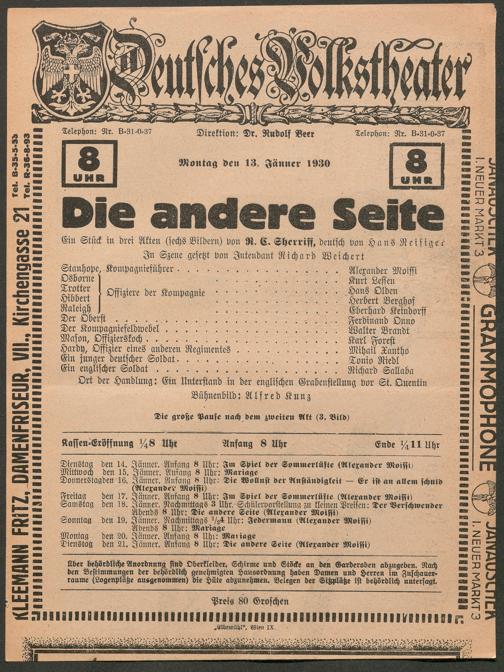 Deutsches Volkstheater
Telephon: Nr. B-31-0-37 Direktion: Dr. Rudolf Beer Telephon: Nr. B-31-0-37
8 UHR
Montag den 13. Jänner 1930
8 UHR
Die andere Seite
Ein Stück in drei Akten (sechs Bildern) von R. C. Sherriff, deutsch von Hans Reisiger
In Szene gesetzt von Intendant Richard Weichert
Stanhope, Kompagnieführer Alexander Moissi
Osborne Kurt Lessen
Trotter Hans Olden
Hibbert Herbert Berghof
Raleigh Eberhard Keindorff
Offiziere der Kompagnie
Der Oberst Ferdinand Onno
Der Kompagniefeldwebel Walter Brandt
Mason, Offizierskoch Karl Forest
Hardy, Offizier eines anderen Regimentes Mihail Xantho
Ein junger deutscher Soldat Tonio Riedl
Ein englischer Soldat Richard Sallaba
Ort der Handlung: Ein Unterstand in der englischen Grabenstellung vor St. Quentin
Bühnenbild: Alfred Kunz
Die große Pause nach dem zweiten Akt (3. Bild)
Kassen-Eröffnung ¼8 Uhr Anfang 8 Uhr Ende ¼11 Uhr
Dienstag den 14. Jänner. Anfang 8 Uhr: Im Spiel der Sommerlüfte (Alexander Moissi)
Mittwoch den 15. Jänner. Anfang 8 Uhr: Mariage
Donnerstag den 16. Jänner. Anfang 8 Uhr: Die Wollust der Anständigkeit — Er ist an allem schuld
(Alexander Moissi)
Freitag den 17. Jänner. Anfang 8 Uhr: Im Spiel der Sommerlüfte (Alexander Moissi)
Samstag den 18. Jänner. Nachmittags 3 Uhr. Schülervorstellung zu kleinen Preisen: Der Verschwender
Abends 8 Uhr: Die andere Seite (Alexander Moissi)
Sonntag den 19. Jänner. Nachmittags Uhr: Jedermann (Alexander Moissi)
Abends 8 Uhr: Mariage
Montag den 20. Jänner. Anfang 8 Uhr: Mariage
Dienstag den 21. Jänner. Anfang 8 Uhr: Die andere Seite (Alexander Moissi)
Über behördliche Anordnung sind Oberkleider, Schirme und Stöcke an den Garderoben abzugeben. Nach
den Bestimmungen der behördlich genehmigten Hausordnung haben Damen und Herren im Zuschauer-
raume (Logenplätze ausgenommen) die Hüte abzunehmen. Belegen der Sitzplätze ist behördlich untersagt.
Preis 80 Groschen
„Elbemühl", Wien IX.
KLEEMANN FRITZ, DAMENFRISEUR, VII., Kirchengasse 21 Tel. B-35-5-35
Tel. R-36-8-93
GRAMMOPHONE
I. NEUER MARKT 3
JANUSCHEK
I. NEUER MARKT 3